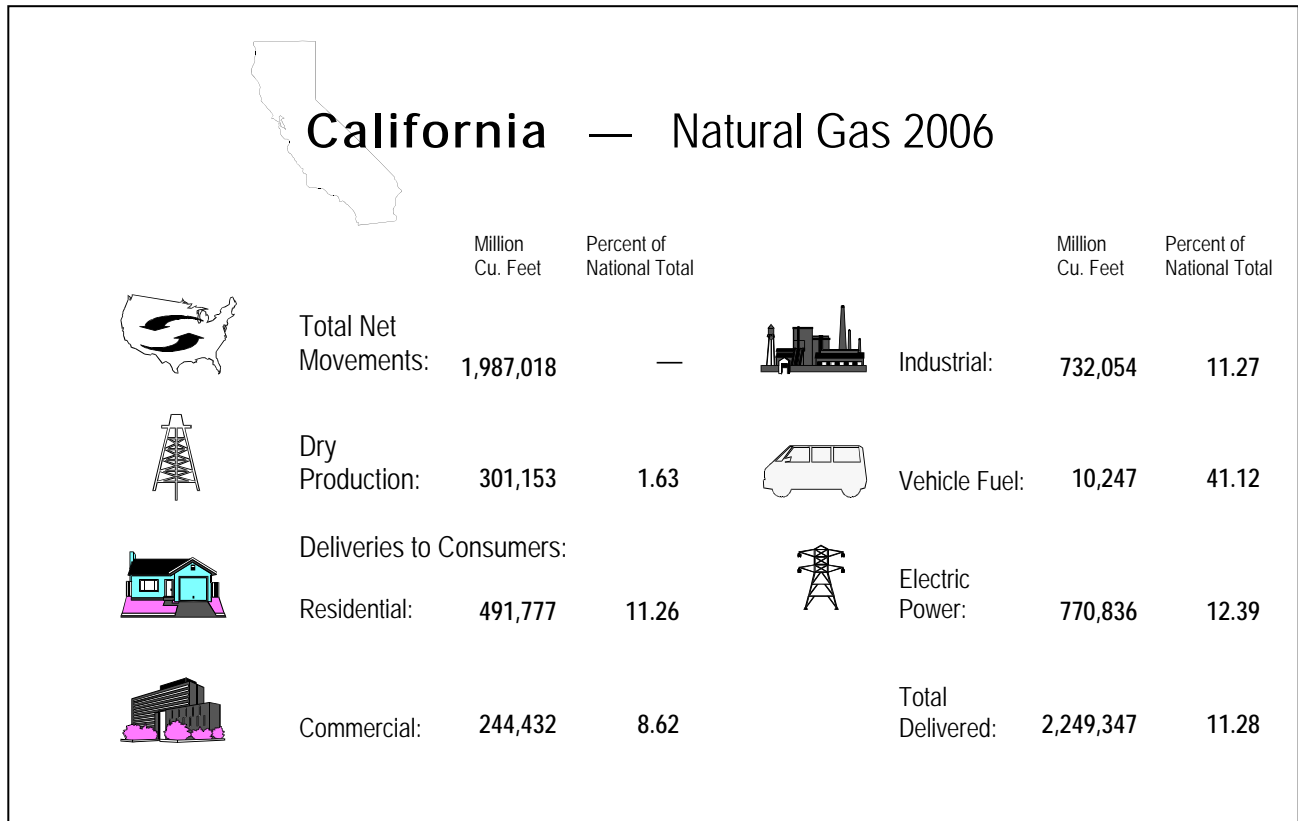 California — Natural Gas 2006
Million
Cu. Feet
Percent of
National Total
Total Net
Movements: 1,987,018 —
Dry
Production: 301,153 1.63
Deliveries to Consumers:
Residential: 491,777 11.26
Commercial: 244,432 8.62
Million
Cu. Feet
Percent of
National Total
Industrial: 732,054 11.27
Vehicle Fuel: 10,247 41.12
Electric
Power: 770,836 12.39
Total
Delivered: 2,249,347 11.28